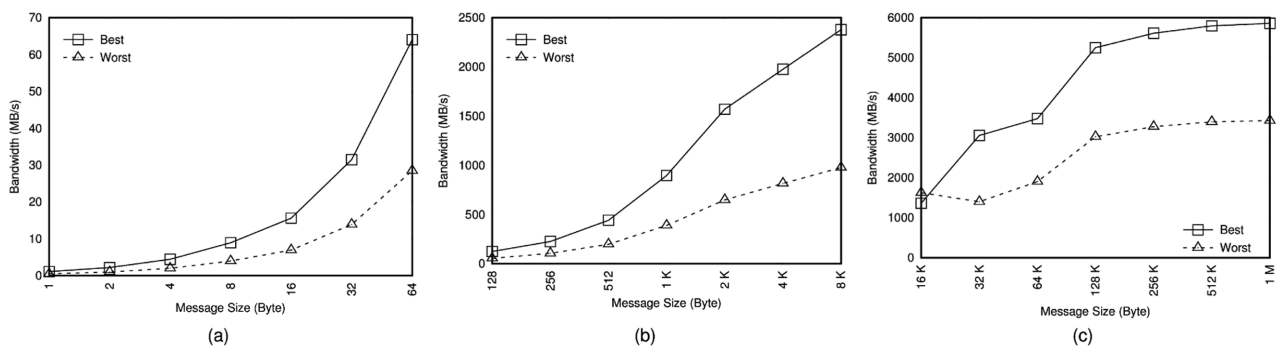 70
60
50
40
30
20
10
0
Bandwidth (MB/s)
Best
Worst
1
2
4
8
16
32
64
Message Size (Byte)
(a)
2500
2000
1500
1000
500
0
Bandwidth (MB/s)
Best
Worst
128
256
512
1 K
2 K
4 K
8 K
Message Size (Byte)
(b)
6000
5000
4000
3000
2000
1000
0
Bandwidth (MB/s)
Best
Worst
16 K
32 K
64 K
128 K
256 K
512 K
1 M
Message Size (Byte)
(c)